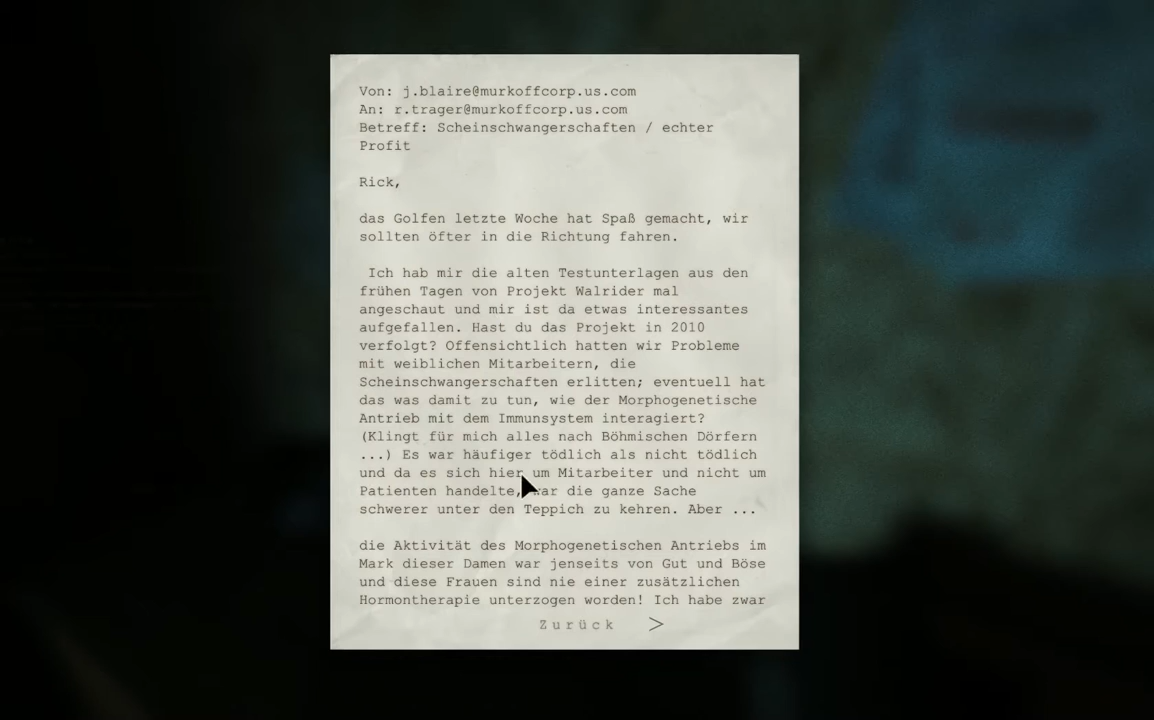 Von: j.blaire@murkoffcorp.us.com
An: r.trager@murkoffcorp.us.com
Betreff: Scheinschwangerschaften / echter
Profit
Rick,
das Golfen letzte Woche hat Spaß gemacht, wir
sollten öfter in die Richtung fahren.
Ich hab mir die alten Testunterlagen aus den
frühen Tagen von Projekt Walrider mal
angeschaut und mir ist da etwas interessantes
aufgefallen. Hast du das Projekt in 2010
verfolgt? Offensichtlich hatten wir Probleme
mit weiblichen Mitarbeitern, die
Scheinschwangerschaften erlitten; eventuell hat
das was damit zu tun, wie der Morphogenetische
Antrieb mit dem Immunsystem interagiert?
(Klingt für mich alles nach Böhmischen Dörfern
...) Es war häufiger tödlich als nicht tödlich
und da es sich hier um Mitarbeiter und nicht um
Patienten handelte, war die ganze Sache
schwerer unter den Teppich zu kehren. Aber ...
die Aktivität des Morphogenetischen Antriebs im
Mark dieser Damen war jenseits von Gut und Böse
und diese Frauen sind nie einer zusätzlichen
Hormontherapie unterzogen worden! Ich habe zwar
Zurück >